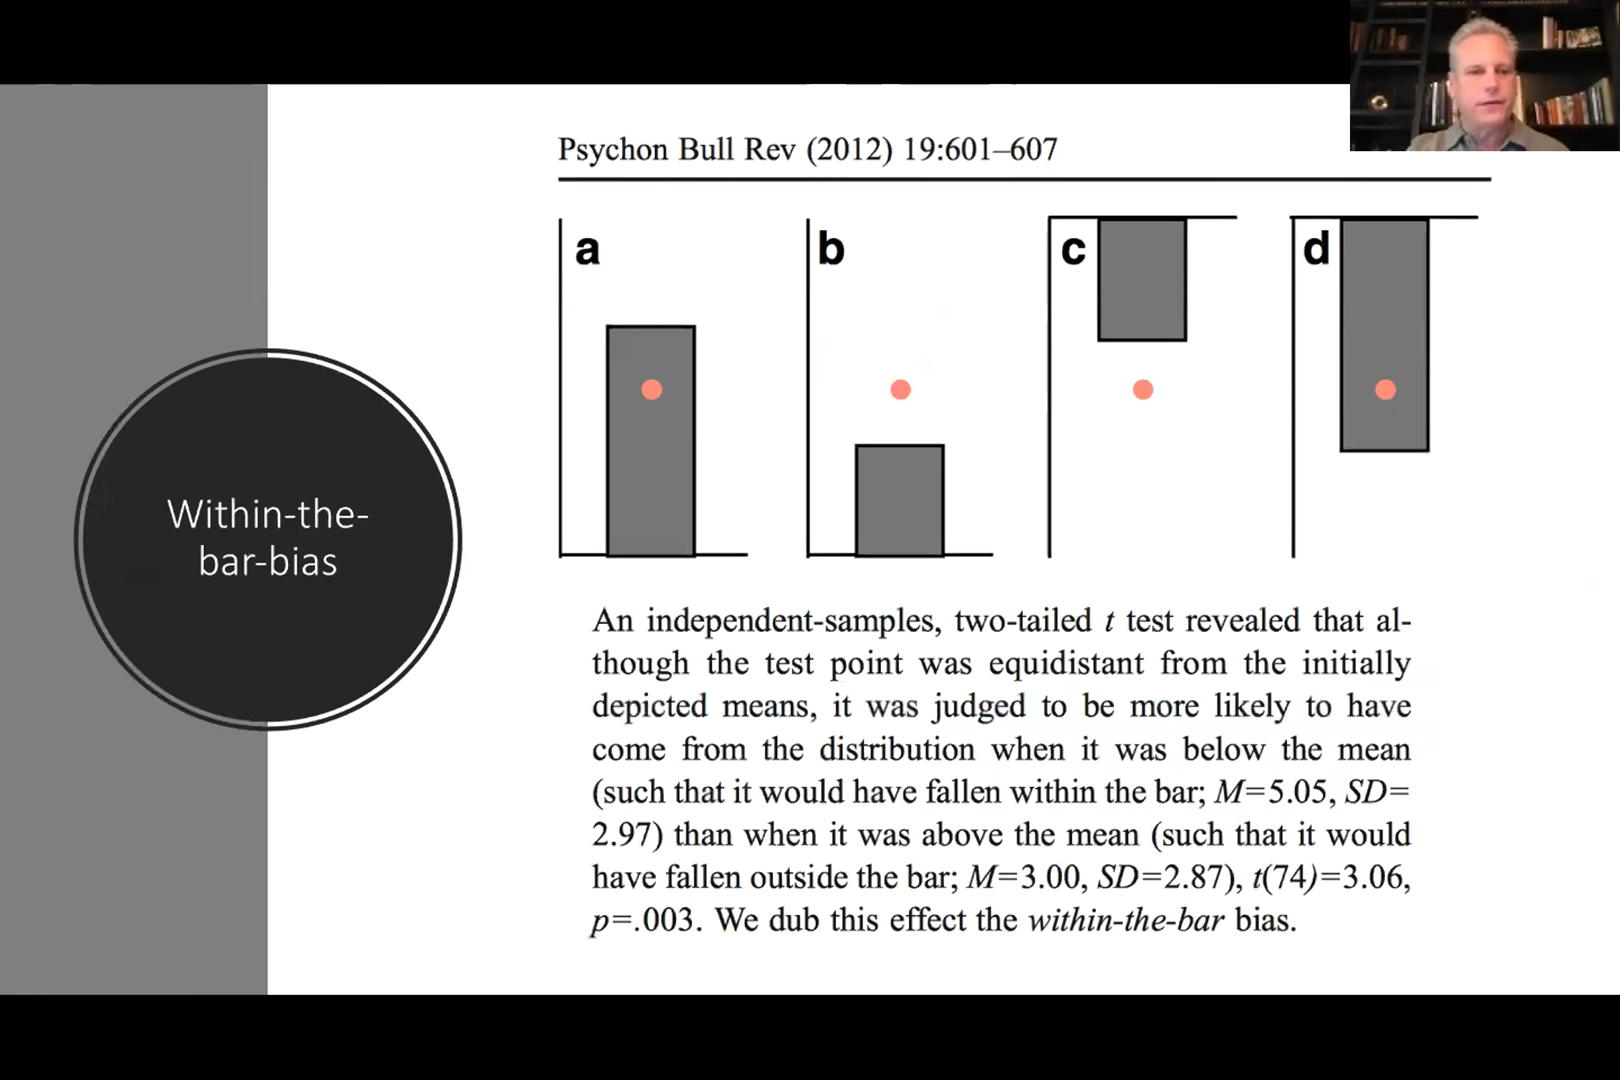 Psychon Bull Rev (2012) 19:601–607
a
b
c
d
Within-the-
bar-bias
An independent-samples, two-tailed t test revealed that al-
though the test point was equidistant from the initially
depicted means, it was judged to be more likely to have
come from the distribution when it was below the mean
(such that it would have fallen within the bar; M=5.05, SD=
2.97) than when it was above the mean (such that it would
have fallen outside the bar; M=3.00, SD=2.87), t(74)=3.06,
p=.003. We dub this effect the within-the-bar bias.